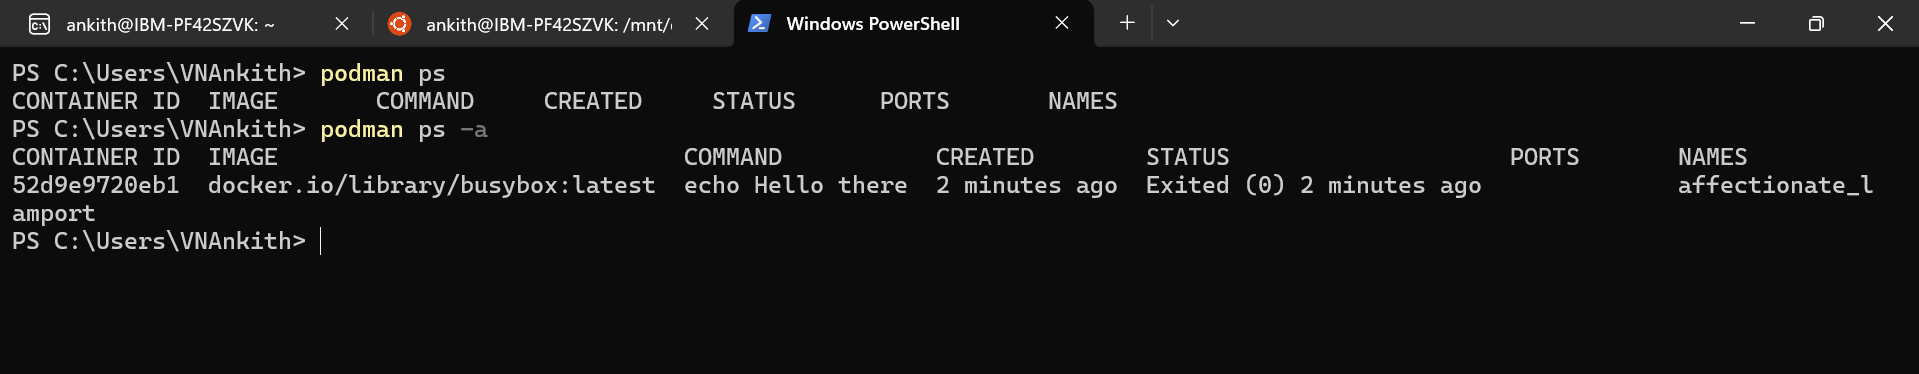 ankith@IBM-PF42SZVK: ~
ankith@IBM-PF42SZVK: /mnt/
Windows PowerShell
PS C:\Users\VNAnkith> podman ps
CONTAINER ID  IMAGE       COMMAND     CREATED     STATUS      PORTS       NAMES
PS C:\Users\VNAnkith> podman ps -a
CONTAINER ID  IMAGE                             COMMAND           CREATED        STATUS                    PORTS       NAMES
52d9e9720eb1  docker.io/library/busybox:latest  echo Hello there  2 minutes ago  Exited (0) 2 minutes ago              affectionate_l
amport
PS C:\Users\VNAnkith>